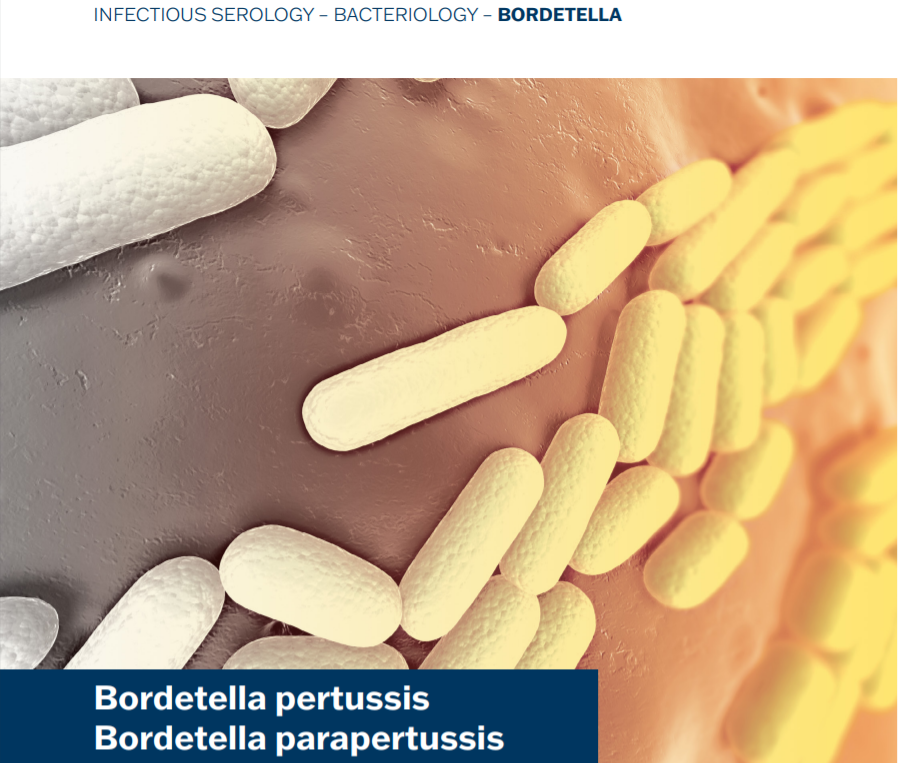 INFECTIOUS SEROLOGY – BACTERIOLOGY – BORDETELLA
Bordetella pertussis
Bordetella parapertussis